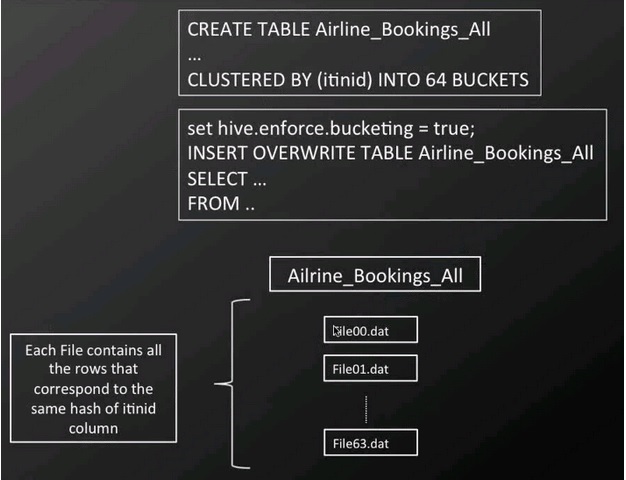 CREATE TABLE Airline_Bookings_All
...
CLUSTERED BY (itinid) INTO 64 BUCKETS
set hive.enforce.bucketing = true;
INSERT OVERWRITE TABLE Airline_Bookings_All
SELECT ...
FROM ..
Ailrine_Bookings_All
Each File contains all
the rows that
correspond to the
same hash of itinid
column
File00.dat
File01.dat
File63.dat